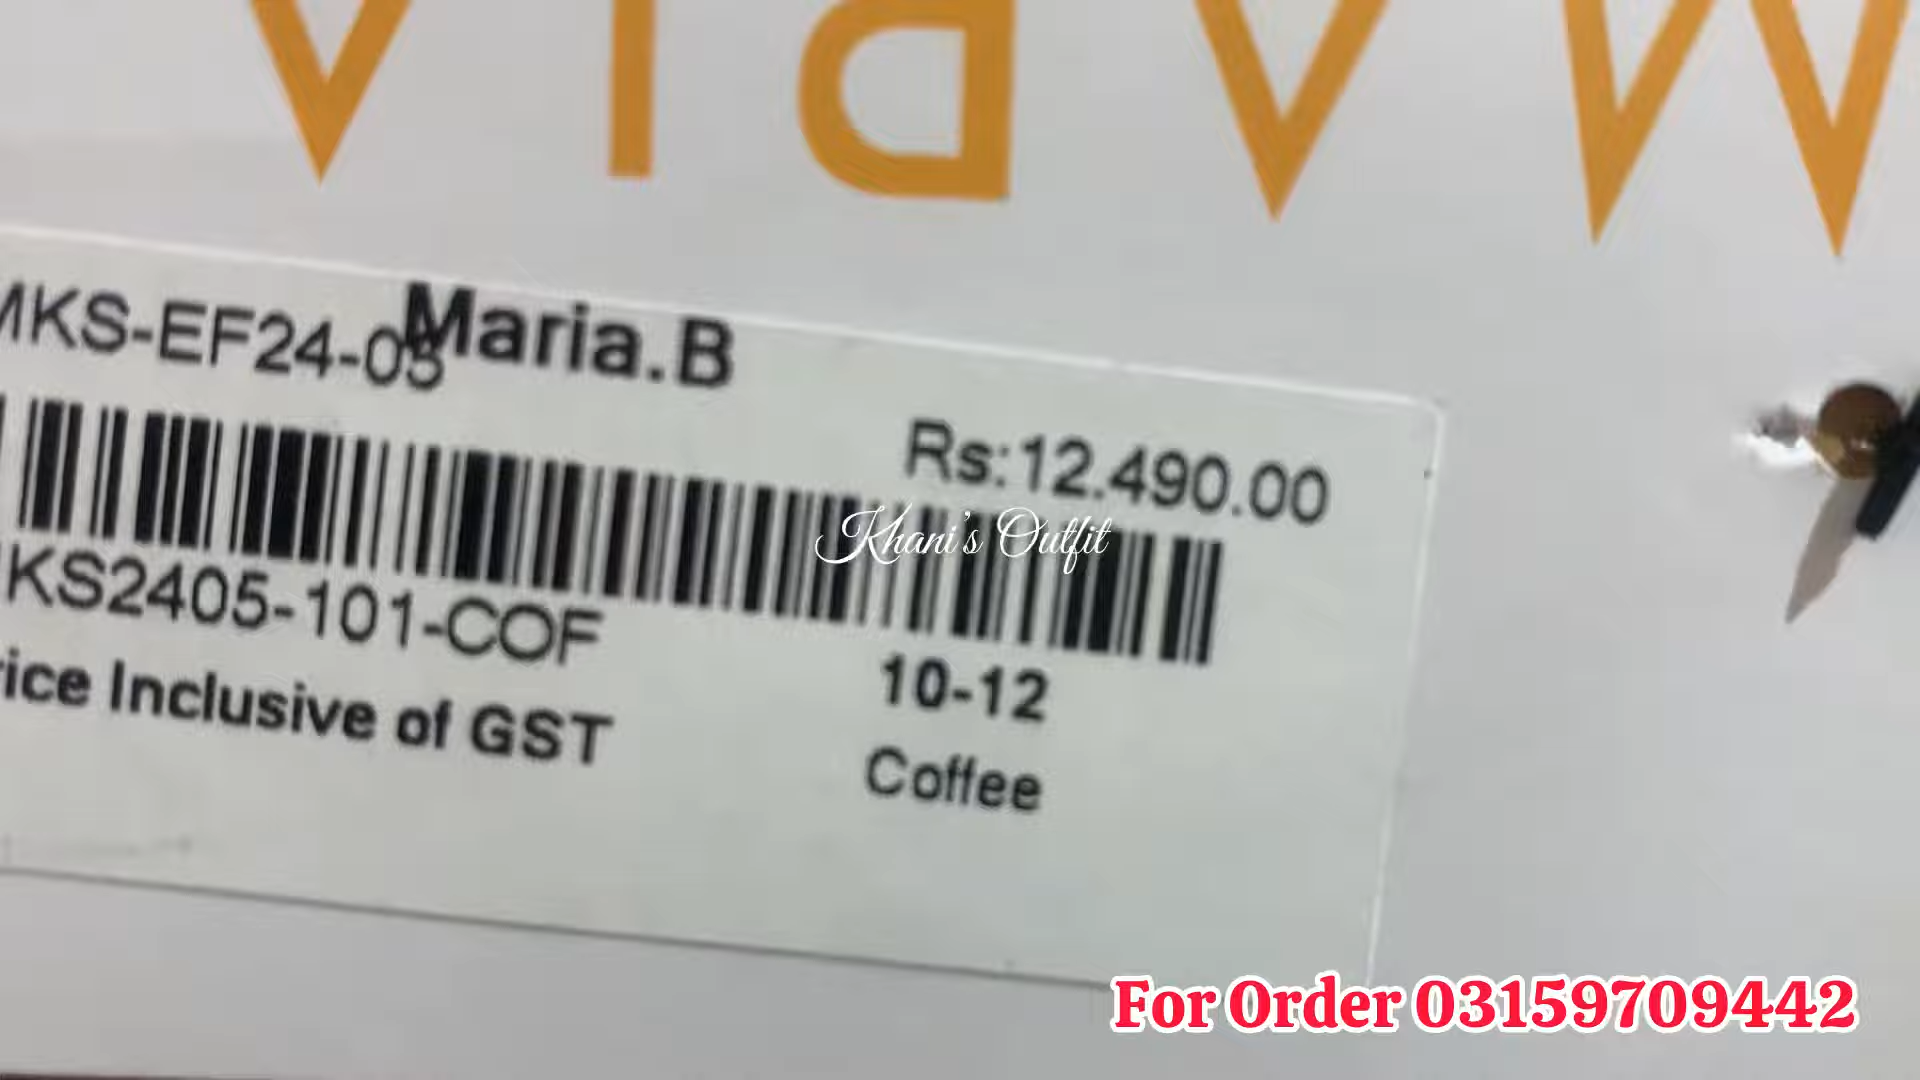 MARIA
MKS-EF24-05
Maria.B
Rs:12.490.00
Khani's Outfit
KS2405-101-COF
10-12
rice Inclusive of GST
Coffee
For Order 03159709442